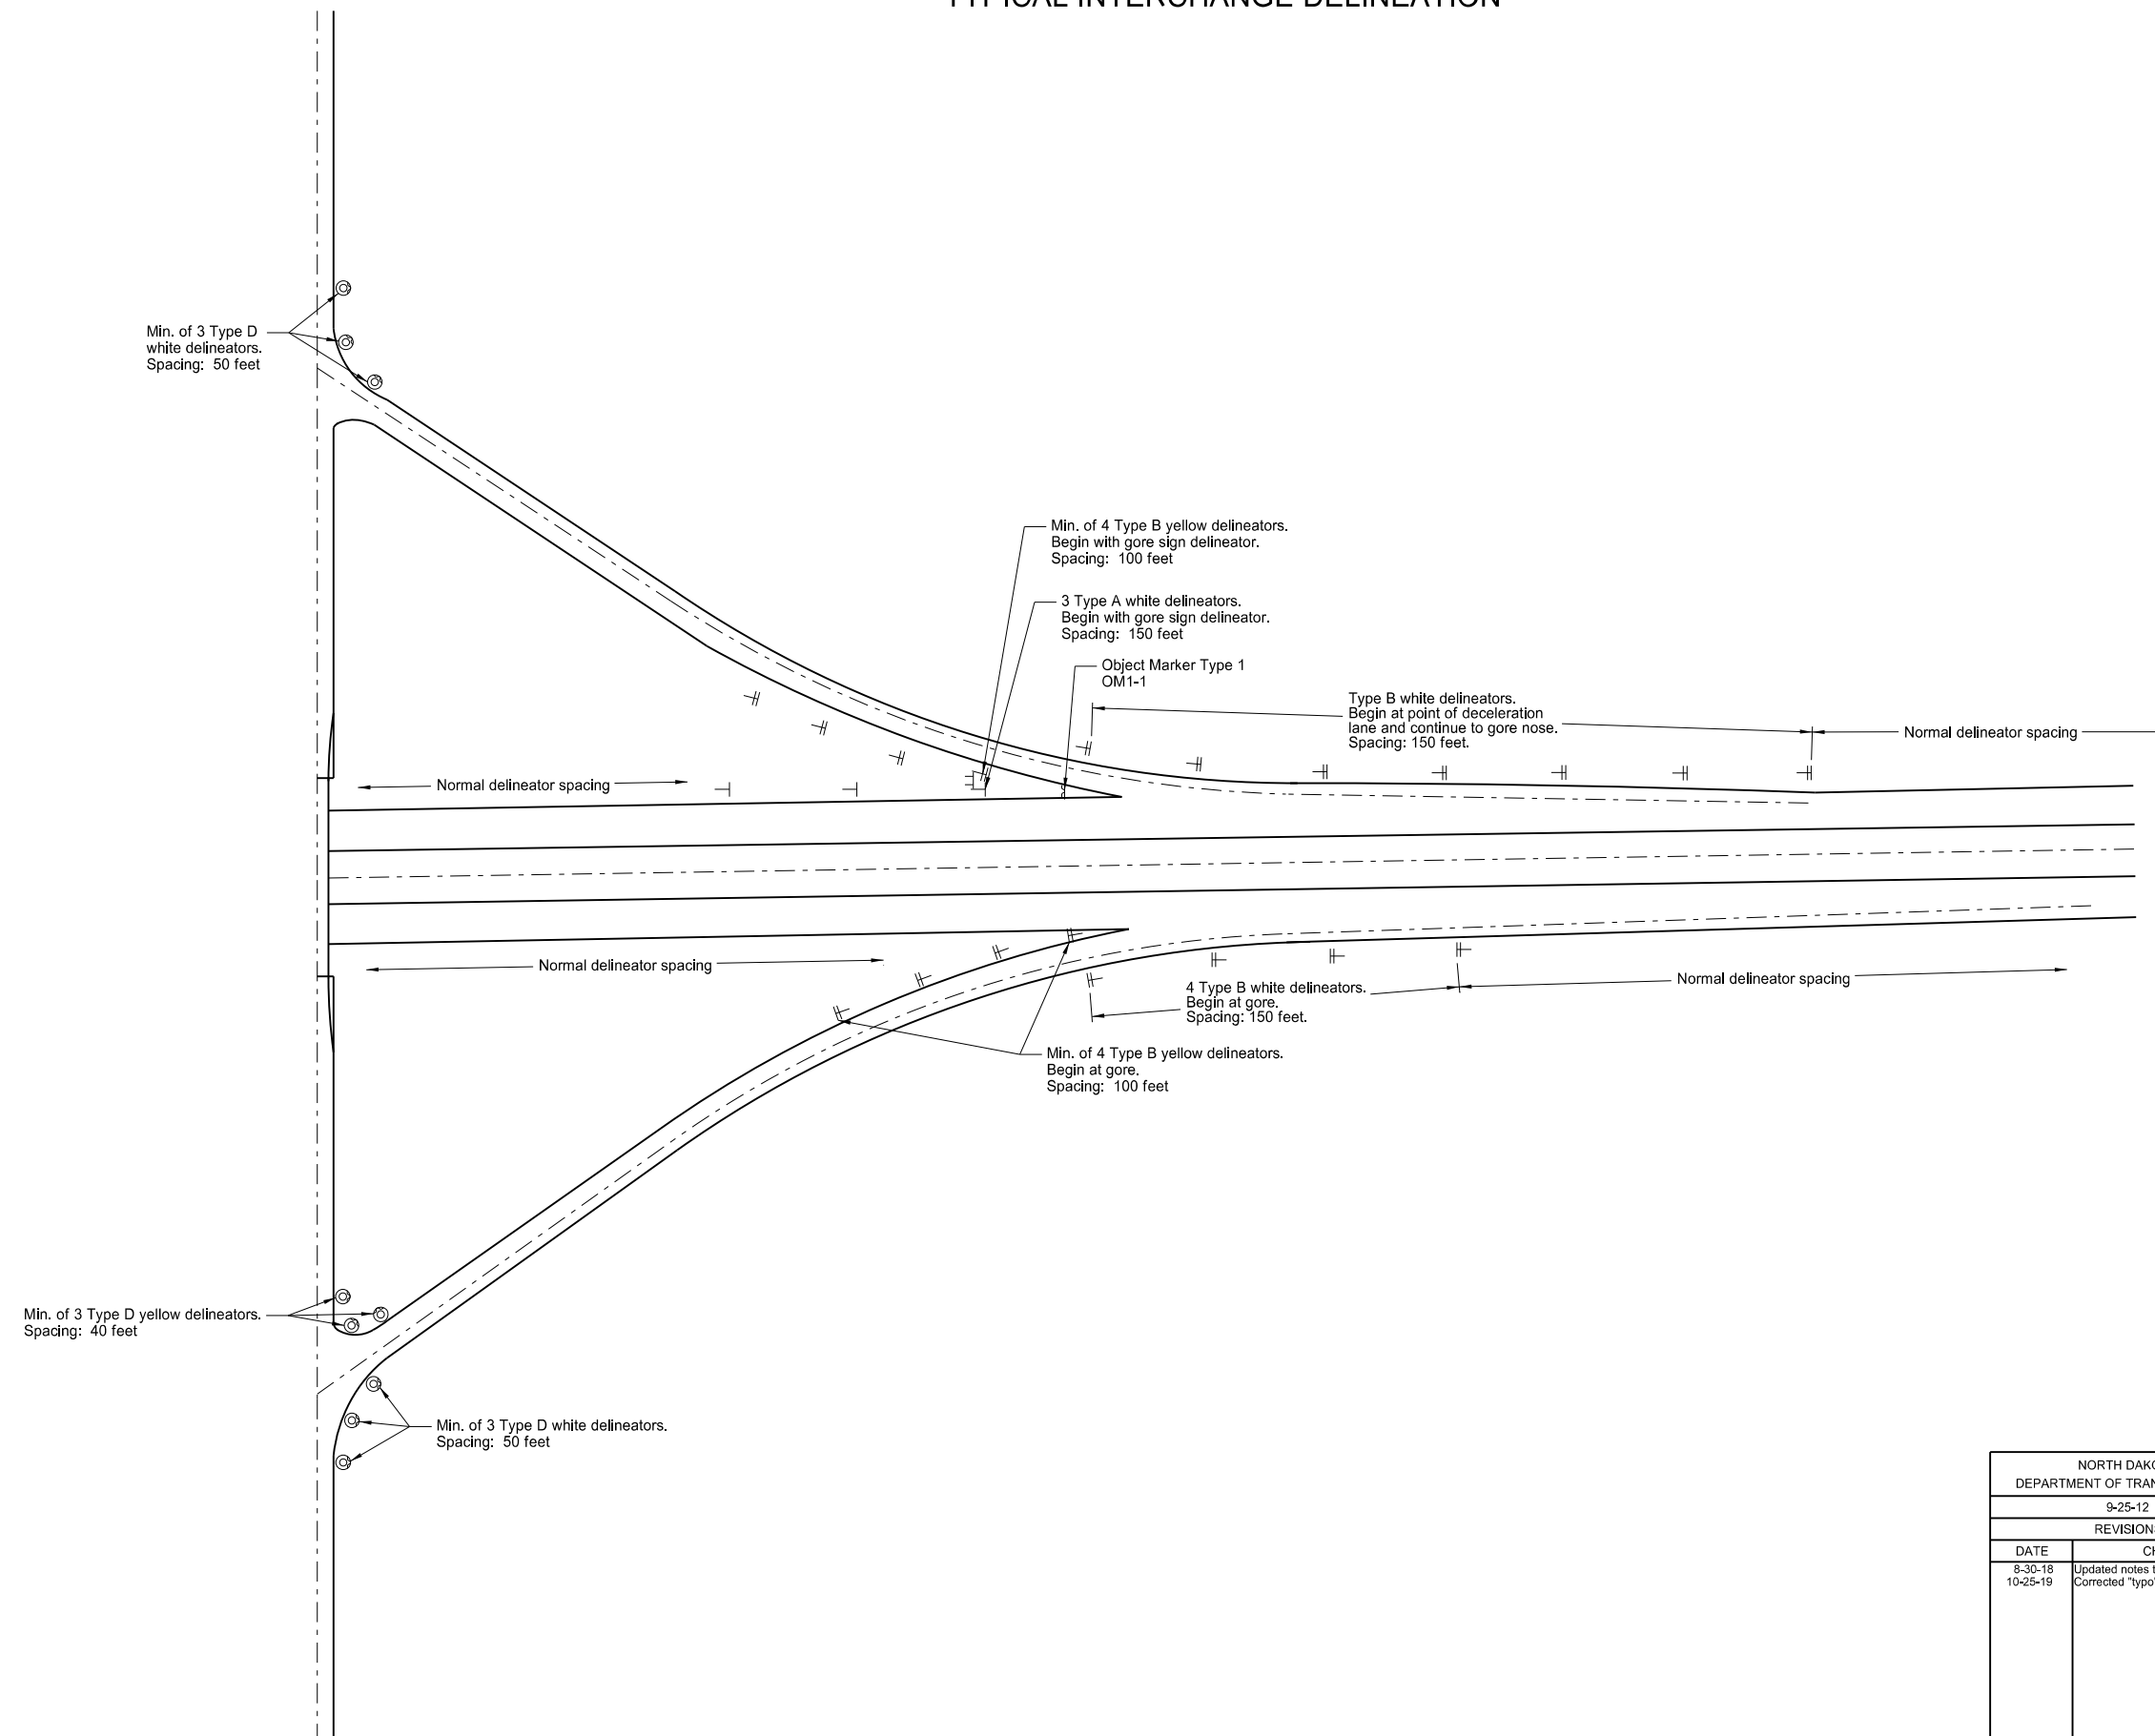 TYPICAL INTERCHANGE DELINEATION
Min. of 3 Type D
white delineators.
Spacing: 50 feet
Min. of 4 Type B yellow delineators.
Begin with gore sign delineator.
Spacing: 100 feet
3 Type A white delineators.
Begin with gore sign delineator.
Spacing: 150 feet
Object Marker Type 1
OM1-1
Type B white delineators.
Begin at point of deceleration
lane and continue to gore nose.
Spacing: 150 feet.
Normal delineator spacing
Normal delineator spacing
Normal delineator spacing
Normal delineator spacing
4 Type B white delineators.
Begin at gore.
Spacing: 150 feet.
Min. of 4 Type B yellow delineators.
Begin at gore.
Spacing: 100 feet
Min. of 3 Type D yellow delineators.
Spacing: 40 feet
Min. of 3 Type D white delineators.
Spacing: 50 feet
NORTH
DEPARTMENT OF
9-25-12
REVISION
DATE
8-30-18 Updated notes
10-25-19 Corrected "typo"